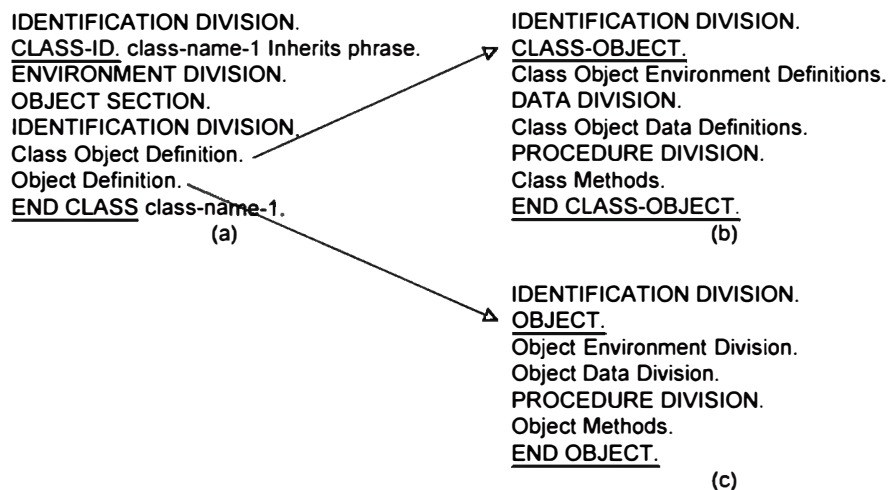 IDENTIFICATION DIVISION.
CLASS-ID. class-name-1 Inherits phrase.
ENVIRONMENT DIVISION.
OBJECT SECTION.
IDENTIFICATION DIVISION.
Class Object Definition.
Object Definition.
END CLASS class-name-1.
(a)
IDENTIFICATION DIVISION.
CLASS-OBJECT.
Class Object Environment Definitions.
DATA DIVISION.
Class Object Data Definitions.
PROCEDURE DIVISION.
Class Methods.
END CLASS-OBJECT.
(b)
IDENTIFICATION DIVISION.
OBJECT.
Object Environment Division.
Object Data Division.
PROCEDURE DIVISION.
Object Methods.
END OBJECT.
(c)